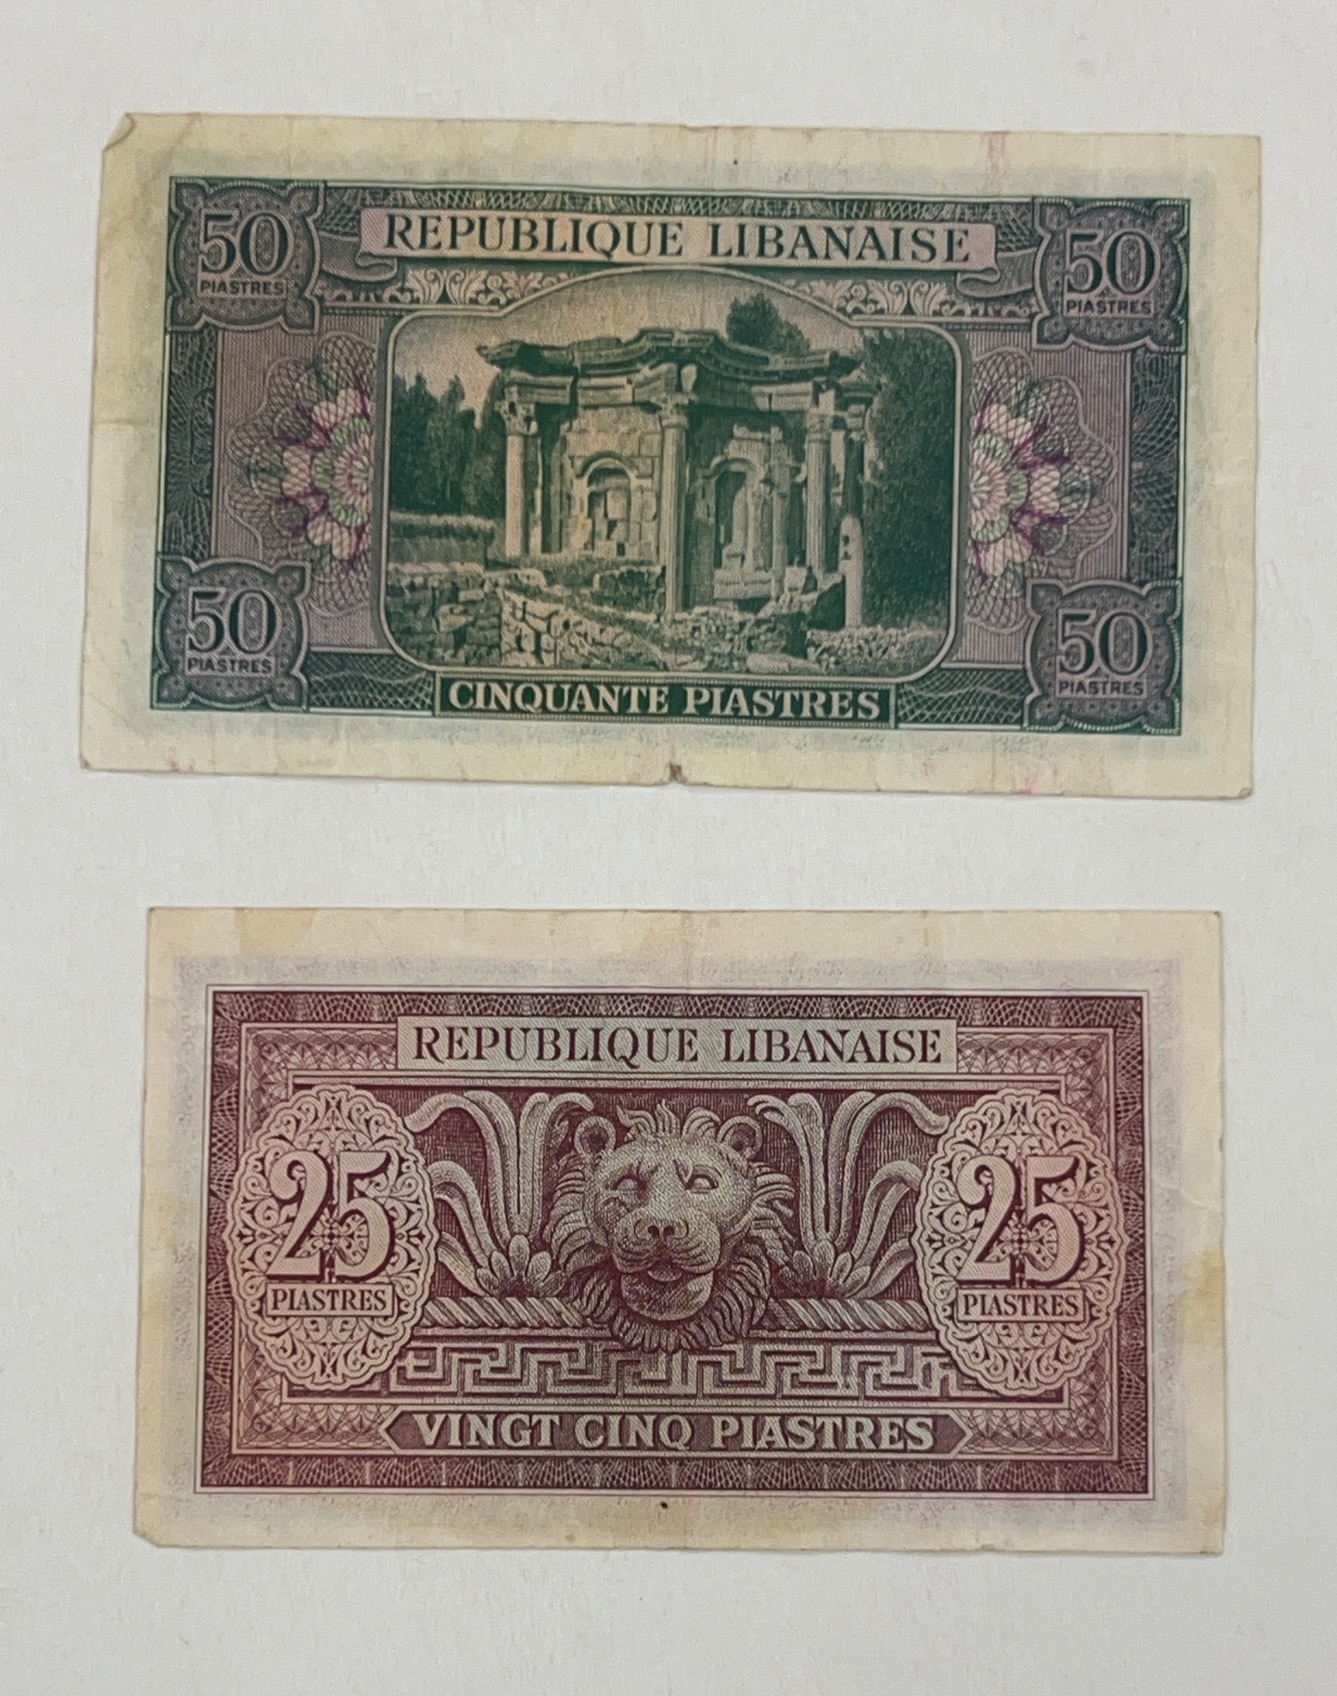 50 REPUBLIQUE LIBANAISE 50
PIASTRES PIASTRES
50 50
PIASTRES PIASTRES
CINQUANTE PIASTRES
REPUBLIQUE LIBANAISE
25 25
PIASTRES PIASTRES
VINGT CINQ PIASTRES